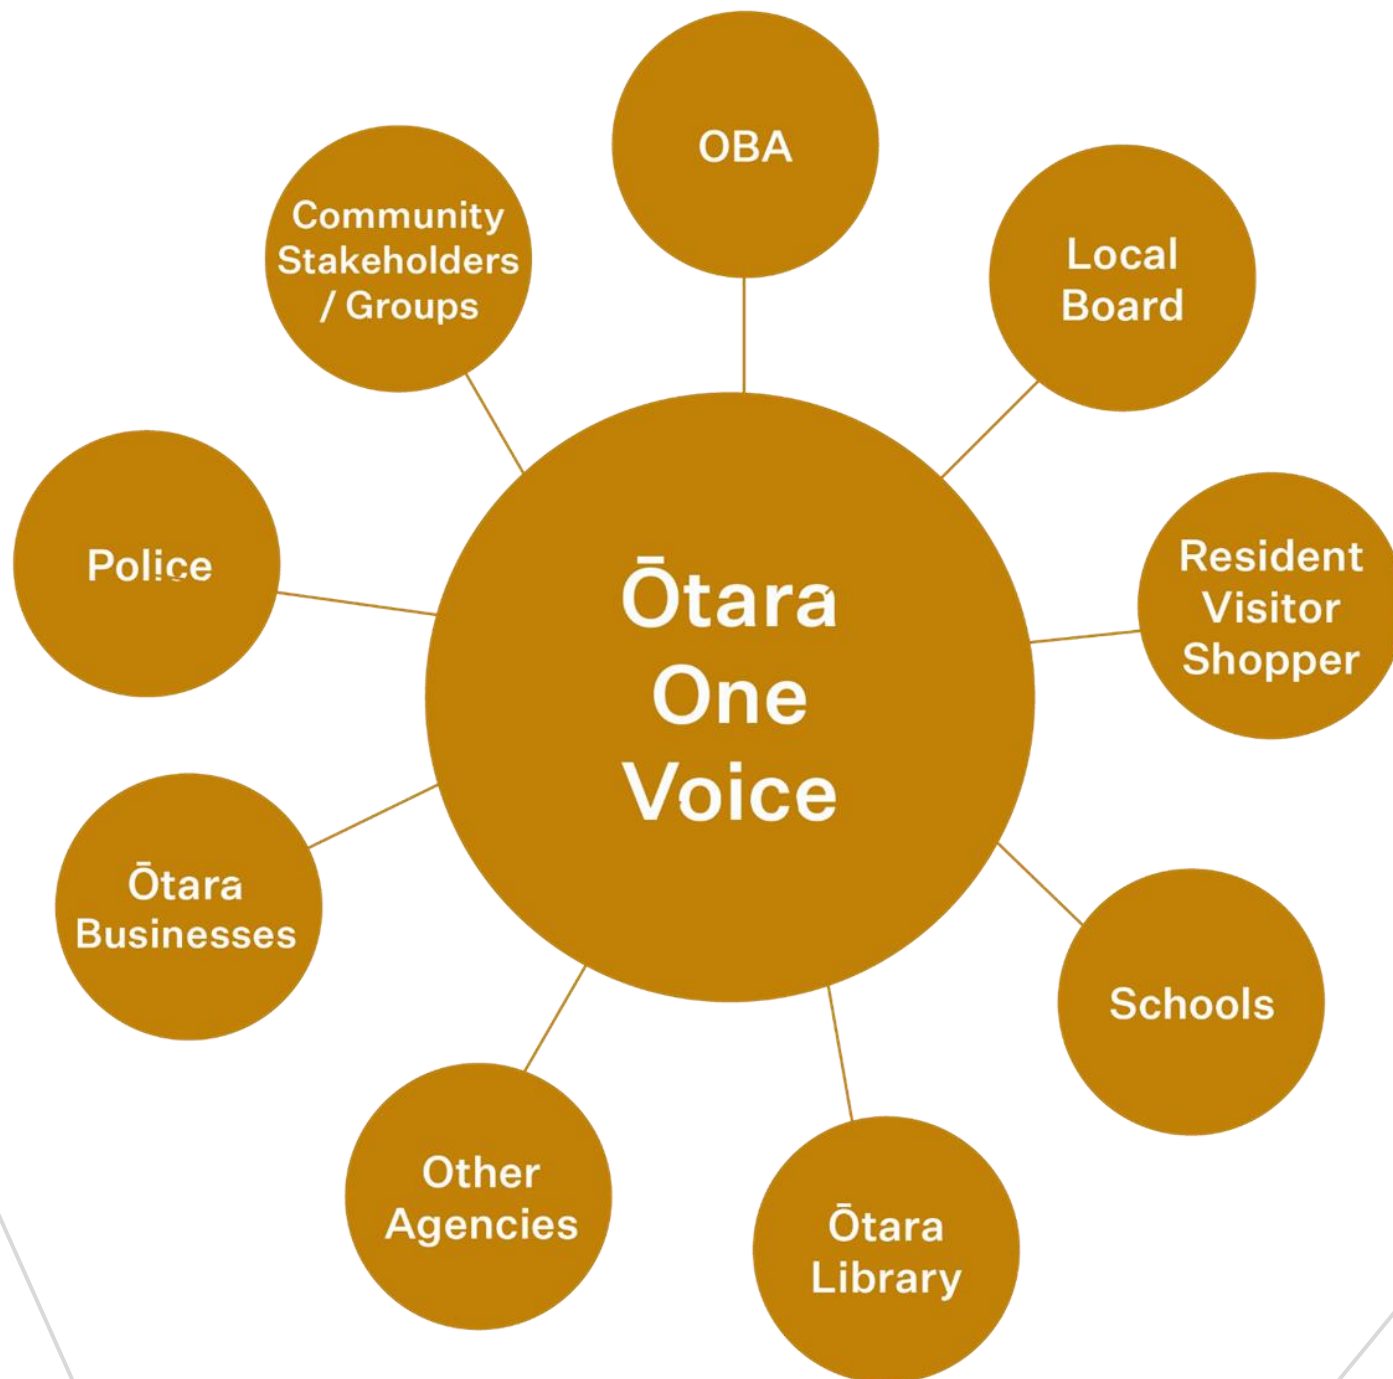 OBA
Community
Stakeholders
/ Groups
Local
Board
Resident
Visitor
Shopper
Police
Ōtara
One
Voice
Ōtara
Businesses
Schools
Other
Agencies
Ōtara
Library